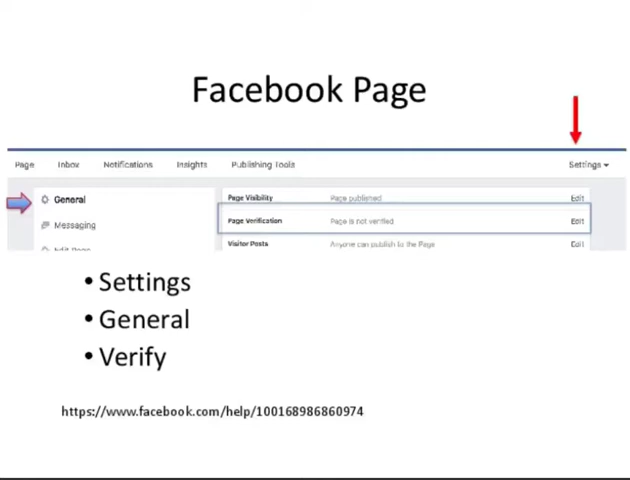 Facebook Page
Page Inbox Notifications Insights Publishing Tools Settings
General Page Visibility Page published Edit
Messaging Page Verification Page is not verified Edit
Edit Page Visitor Posts Anyone can publish to the Page Edit
• Settings
• General
• Verify
https://www.facebook.com/help/100168986860974